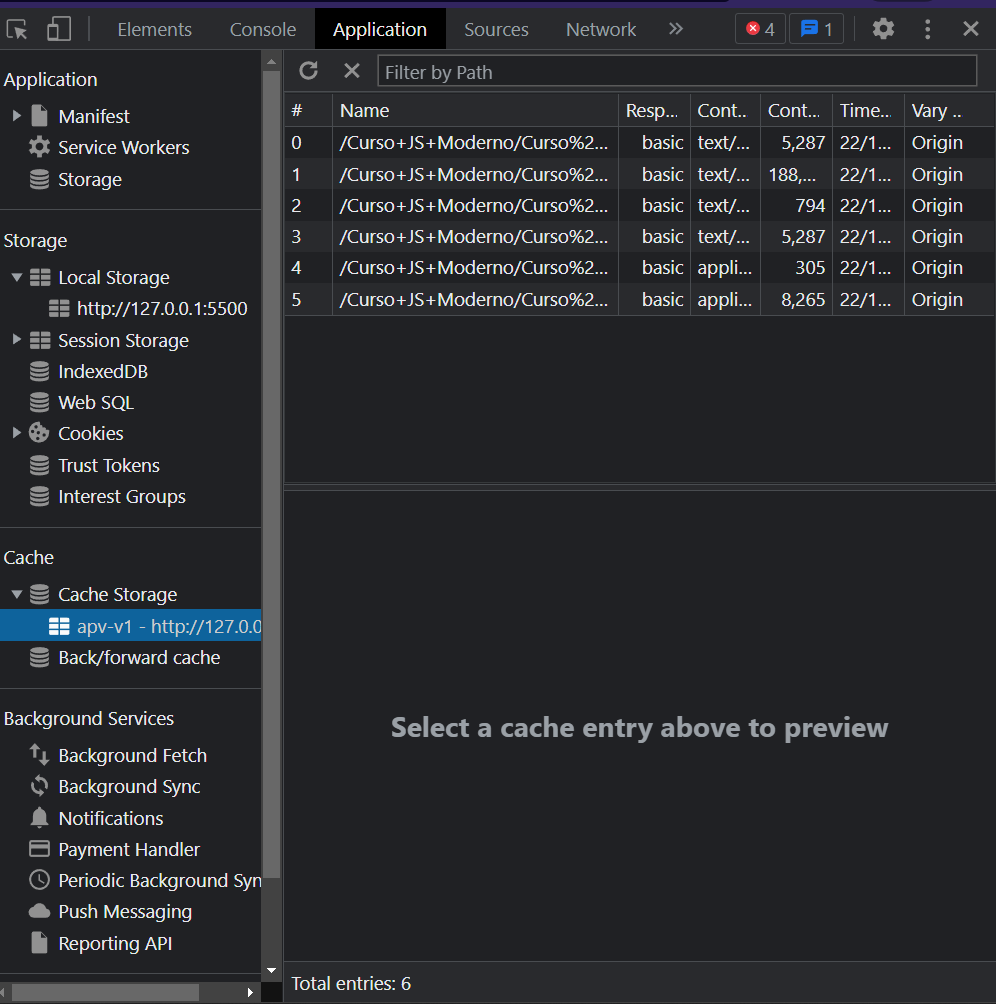 Elements Console Application Sources Network » 4 1
Application
Manifest
Service Workers
Storage
Storage
Local Storage
http://127.0.0.1:5500
Session Storage
IndexedDB
Web SQL
Cookies
Trust Tokens
Interest Groups
Cache
Cache Storage
apv-v1 - http://127.0.0
Back/forward cache
Background Services
Background Fetch
Background Sync
Notifications
Payment Handler
Periodic Background Syn
Push Messaging
Reporting API
Filter by Path
# Name Resp... Cont... Cont... Time... Vary ..
0 /Curso+JS+Moderno/Curso%2... basic text/... 5,287 22/1... Origin
1 /Curso+JS+Moderno/Curso%2... basic text/... 188,... 22/1... Origin
2 /Curso+JS+Moderno/Curso%2... basic text/... 794 22/1... Origin
3 /Curso+JS+Moderno/Curso%2... basic text/... 5,287 22/1... Origin
4 /Curso+JS+Moderno/Curso%2... basic appli... 305 22/1... Origin
5 /Curso+JS+Moderno/Curso%2... basic appli... 8,265 22/1... Origin
Select a cache entry above to preview
Total entries: 6